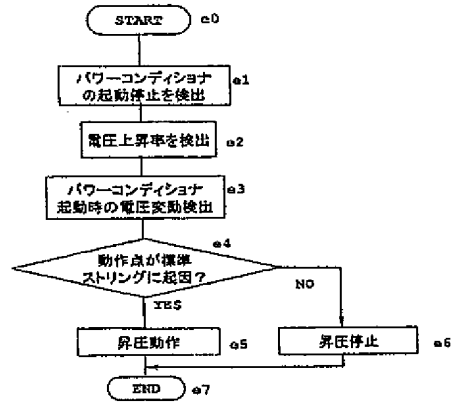 START e0
パワーコンディショナ
の起動停止を検出 e1
電圧上昇率を検出 e2
パワーコンディショナ
起動時の電圧変動検出 e3
e4
動作点が標準
ストリングに起因?
NO
YES
昇圧動作 e5
昇圧停止 e6
END e7